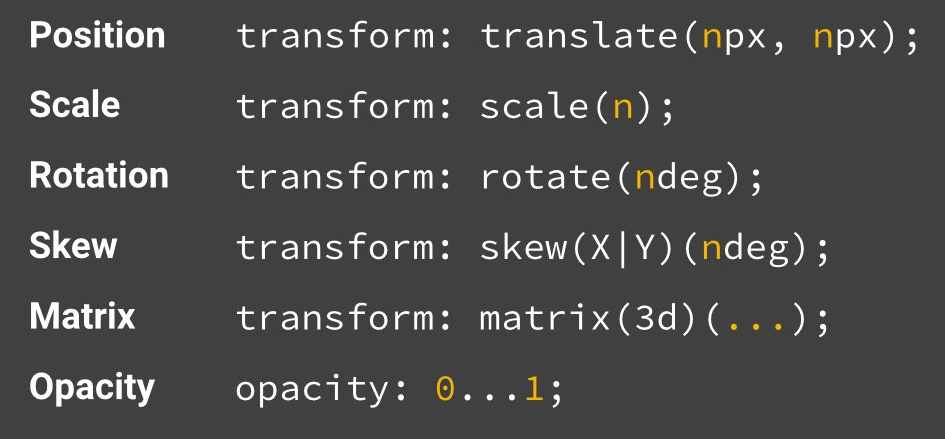 Position transform: translate(npx, npx);
Scale transform: scale(n);
Rotation transform: rotate(ndeg);
Skew transform: skew(X|Y)(ndeg);
Matrix transform: matrix(3d)(...);
Opacity opacity: 0...1;